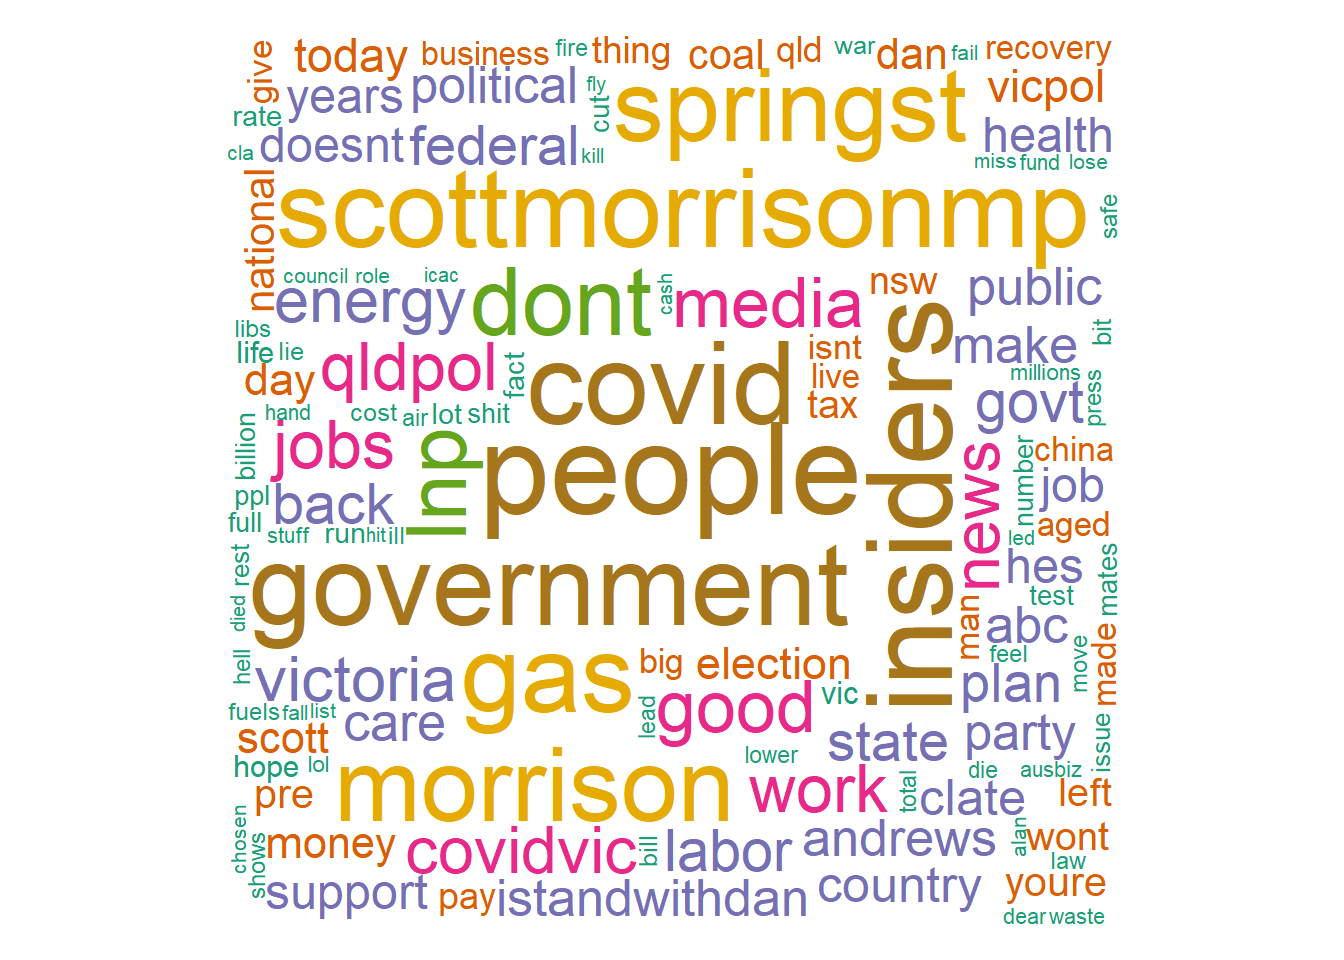 give
today
business
fire
thing
coal
qld
war
dan
fail
recovery
years
political
fly
cut
springst
vicpol
rate
doesnt
federal
kill
health
cla
miss
fund
lose
national
scottmorrisonmp
safe
council
role
icac
energy
dont
cash
media
nsw
public
libs
life
lie
fact
covid
isnt
insiders
make
bit
day
qldpol
live
tax
millions
press
govt
hand
cost
air
lot
shit
billion
jobs
lnp
people
news
number
china
ppl
back
job
full
stuff
run
hit
ill
led
aged
died
rest
government
hes
test
mates
man
abc
hell
victoria
gas
big
election
feel
move
made
fuels
fall
list
care
lead
good
vic
plan
scott
state
party
issue
hope
lol
lower
die
ausbiz
pre
morrison
work
total
clate
left
chosen
shows
money
covidvic
bill
labor
andrews
alan
wont
law
support
pay
istandwithdan
country
youre
dear
waste